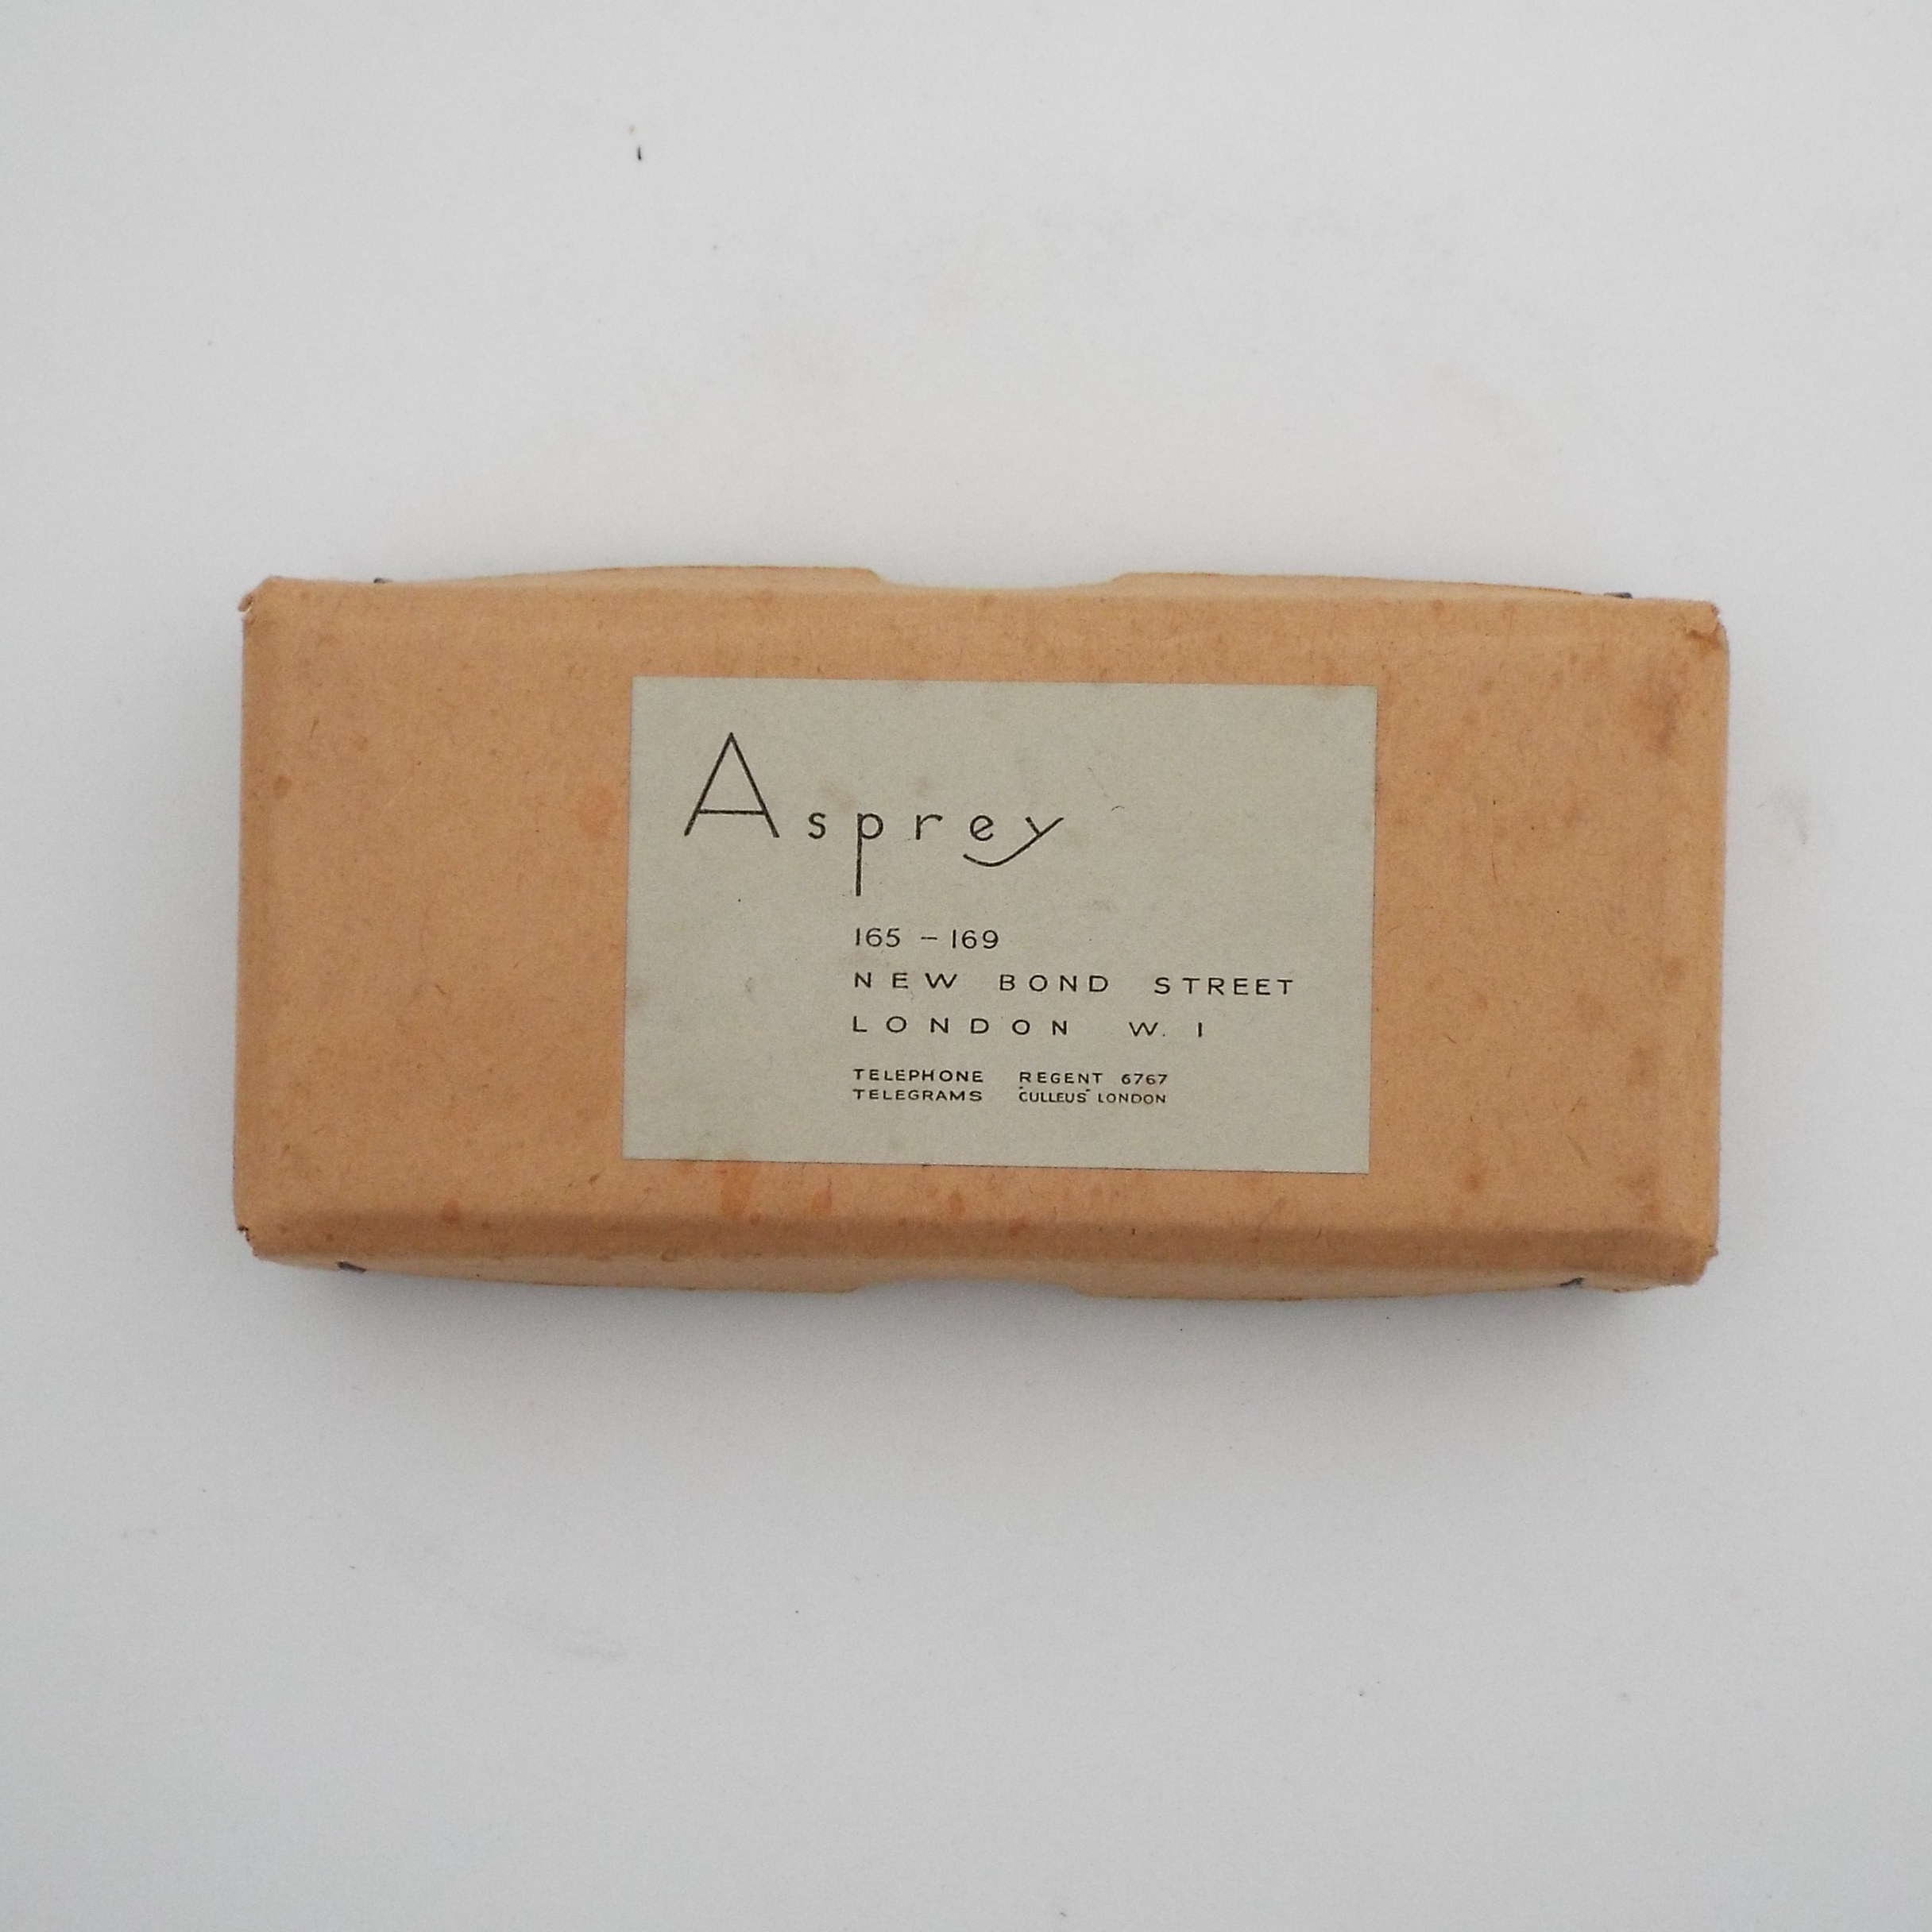 Asprey
165 – 169
NEW BOND STREET
LONDON W. 1
TELEPHONE REGENT 6767
TELEGRAMS "CULLEUS" LONDON